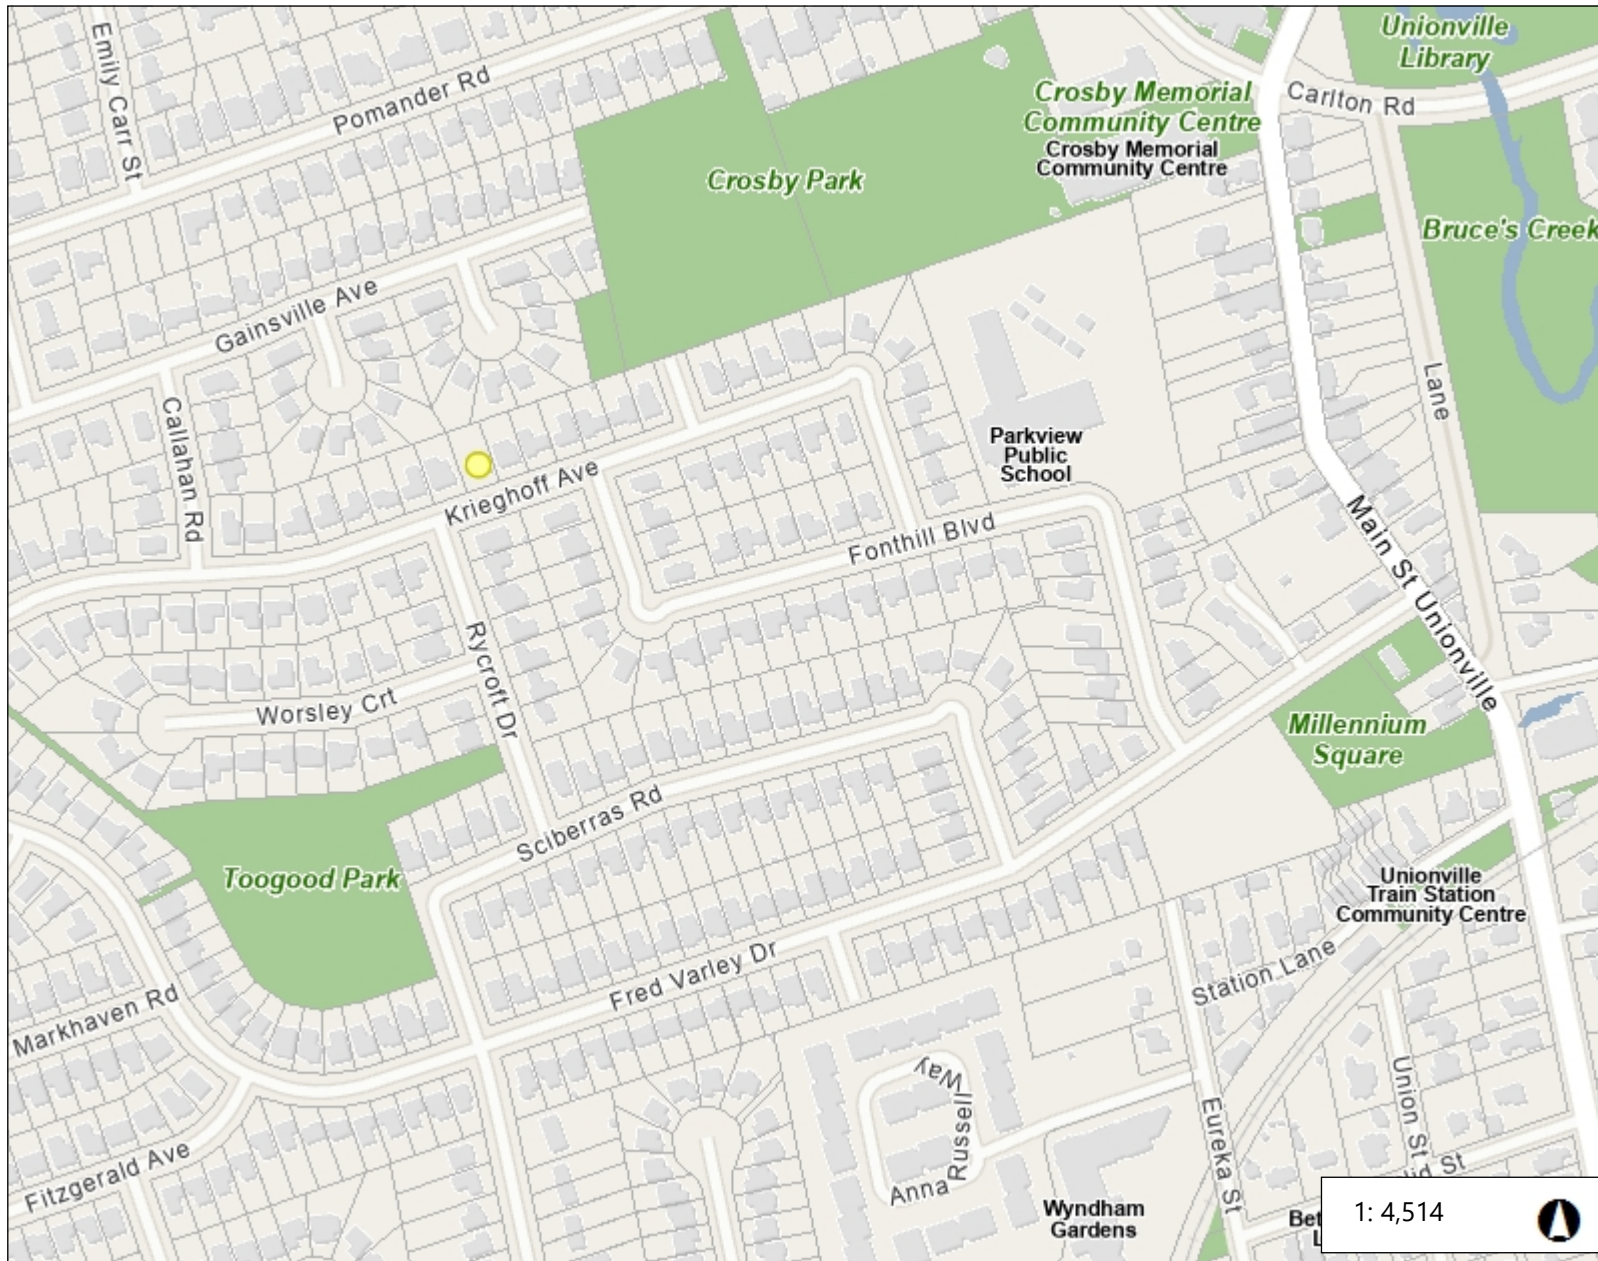 Emily Carr St
Pomander Rd
Unionville
Library
Carlton Rd
Crosby Memorial
Community Centre
Crosby Memorial
Community Centre
Crosby Park
Bruce's Creek
Gainsville Ave
Callahan Rd
Lane
Parkview
Public
School
Krieghoff Ave
Fonthill Blvd
Main St Unionville
Rycroft Dr
Worsley Crt
Millennium
Square
Sciberras Rd
Toogood Park
Unionville
Train Station
Community Centre
Fred Varley Dr
Station Lane
Markhaven Rd
Anna Russell Way
Union St
Eureka St
Fitzgerald Ave
St
Wyndham
Gardens
1: 4,514